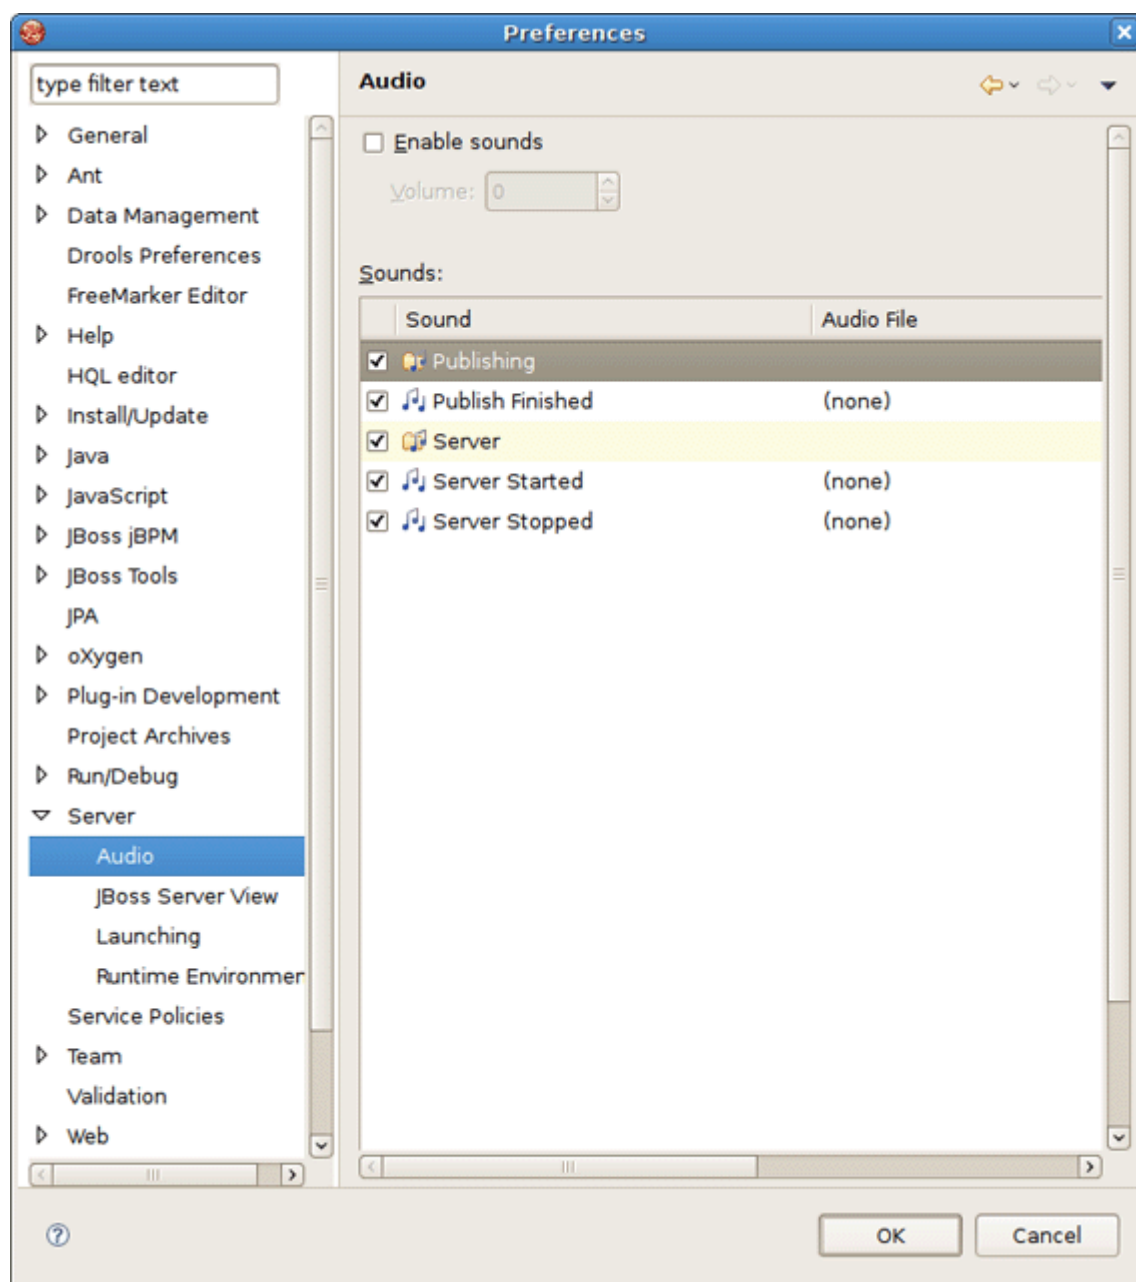 Preferences
type filter text
General
Ant
Data Management
Drools Preferences
FreeMarker Editor
Help
HQL editor
Install/Update
Java
JavaScript
JBoss jBPM
JBoss Tools
JPA
oXygen
Plug-in Development
Project Archives
Run/Debug
Server
Audio
JBoss Server View
Launching
Runtime Environmen
Service Policies
Team
Validation
Web
Audio
Enable sounds
Volume: 0
Sounds:
Sound Audio File
Publishing
Publish Finished (none)
Server
Server Started (none)
Server Stopped (none)
OK Cancel